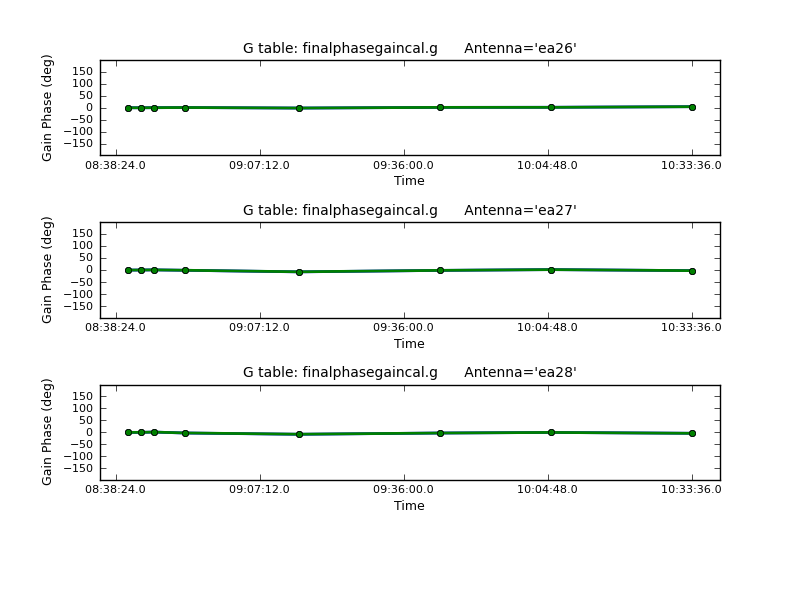 G table: finalphasegaincal.g Antenna='ea26'
Gain Phase (deg)
150
100
50
0
−50
−100
−150
08:38:24.0 09:07:12.0 09:36:00.0 10:04:48.0 10:33:36.0
Time
G table: finalphasegaincal.g Antenna='ea27'
Gain Phase (deg)
150
100
50
0
−50
−100
−150
08:38:24.0 09:07:12.0 09:36:00.0 10:04:48.0 10:33:36.0
Time
G table: finalphasegaincal.g Antenna='ea28'
Gain Phase (deg)
150
100
50
0
−50
−100
−150
08:38:24.0 09:07:12.0 09:36:00.0 10:04:48.0 10:33:36.0
Time